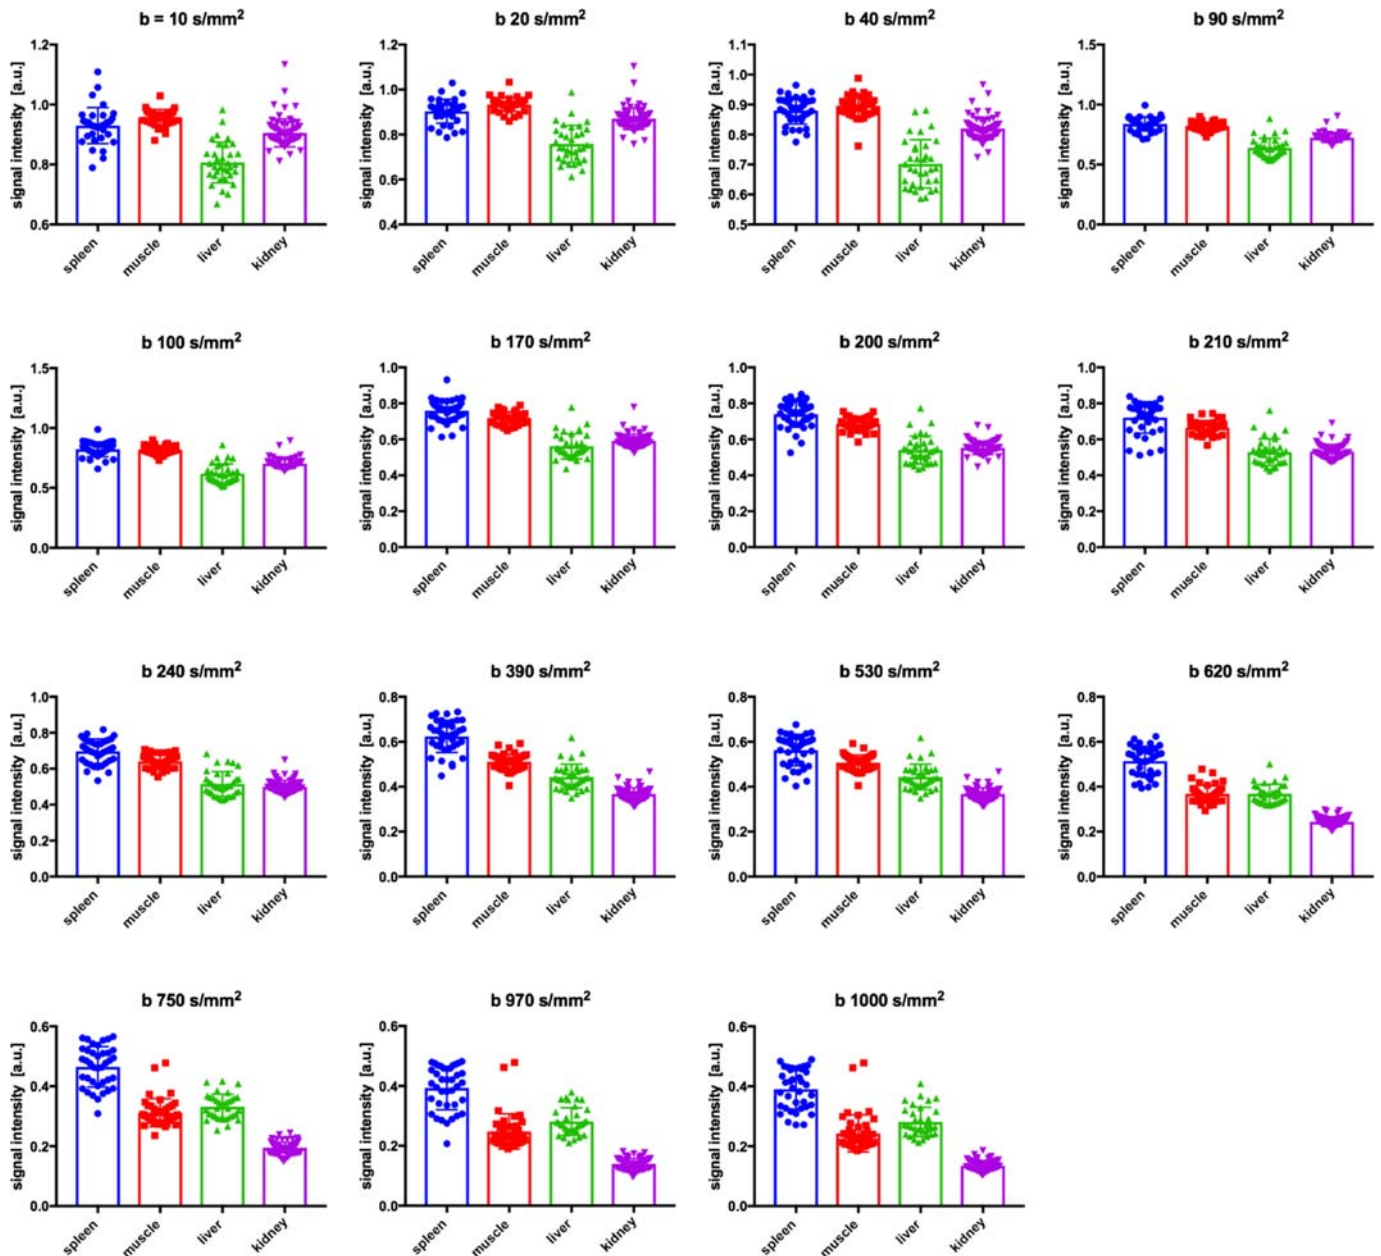 b = 10 s/mm²
b 20 s/mm²
b 40 s/mm²
b 90 s/mm²
signal intensity [a.u.]
1.2
1.0
0.8
0.6
spleen
muscle
liver
kidney
signal intensity [a.u.]
1.2
1.0
0.8
0.6
0.4
spleen
muscle
liver
kidney
signal intensity [a.u.]
1.1
1.0
0.9
0.8
0.7
0.6
0.5
spleen
muscle
liver
kidney
signal intensity [a.u.]
1.5
1.0
0.5
0.0
spleen
muscle
liver
kidney
b 100 s/mm²
b 170 s/mm²
b 200 s/mm²
b 210 s/mm²
signal intensity [a.u.]
1.5
1.0
0.5
0.0
spleen
muscle
liver
kidney
signal intensity [a.u.]
1.0
0.8
0.6
0.4
0.2
0.0
spleen
muscle
liver
kidney
signal intensity [a.u.]
1.0
0.8
0.6
0.4
0.2
0.0
spleen
muscle
liver
kidney
signal intensity [a.u.]
1.0
0.8
0.6
0.4
0.2
0.0
spleen
muscle
liver
kidney
b 240 s/mm²
b 390 s/mm²
b 530 s/mm²
b 620 s/mm²
signal intensity [a.u.]
1.0
0.8
0.6
0.4
0.2
0.0
spleen
muscle
liver
kidney
signal intensity [a.u.]
0.8
0.6
0.4
0.2
0.0
spleen
muscle
liver
kidney
signal intensity [a.u.]
0.8
0.6
0.4
0.2
0.0
spleen
muscle
liver
kidney
signal intensity [a.u.]
0.8
0.6
0.4
0.2
0.0
spleen
muscle
liver
kidney
b 750 s/mm²
b 970 s/mm²
b 1000 s/mm²
signal intensity [a.u.]
0.6
0.4
0.2
0.0
spleen
muscle
liver
kidney
signal intensity [a.u.]
0.6
0.4
0.2
0.0
spleen
muscle
liver
kidney
signal intensity [a.u.]
0.6
0.4
0.2
0.0
spleen
muscle
liver
kidney